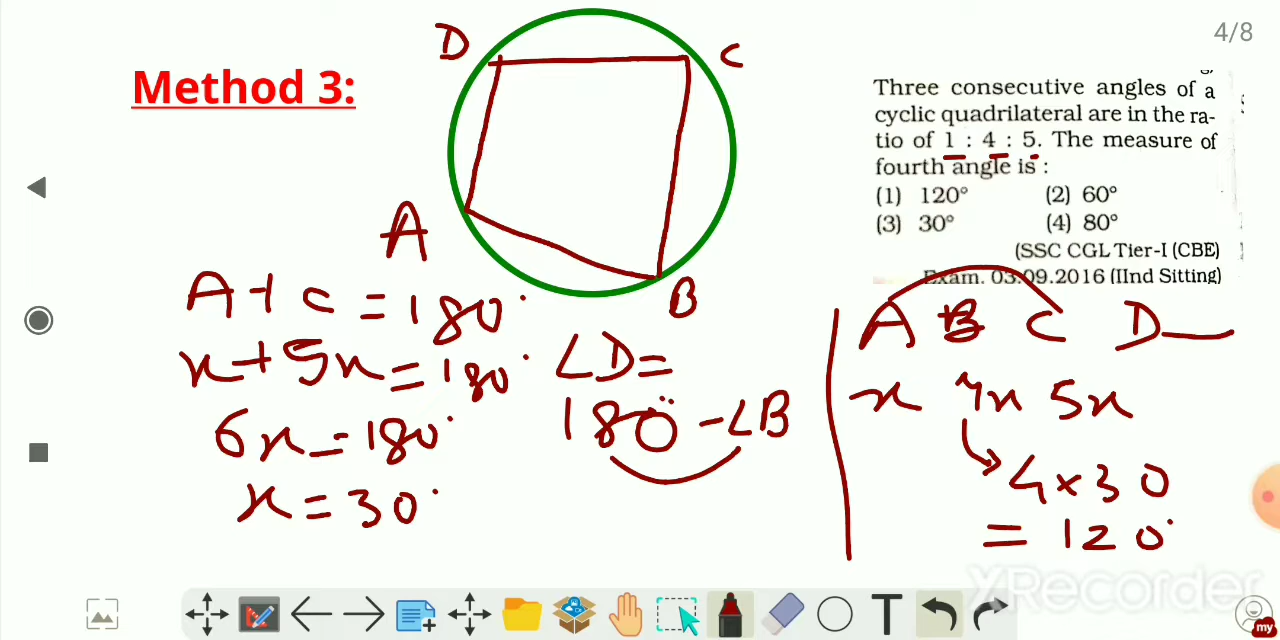 4/8
Method 3:
D
C
A
B
Three consecutive angles of a
cyclic quadrilateral are in the ra-
tio of 1 : 4 : 5. The measure of
fourth angle is :
(1) 120° (2) 60°
(3) 30° (4) 80°
(SSC CGL Tier-I (CBE)
Exam. 03.09.2016 (IInd Sitting)
A + C = 180°
x + 5x = 180°
6x = 180°
x = 30°
∠D =
180° - ∠B
A B C D
x 4x 5x
4 × 30
= 120°
XRecorder
T
my